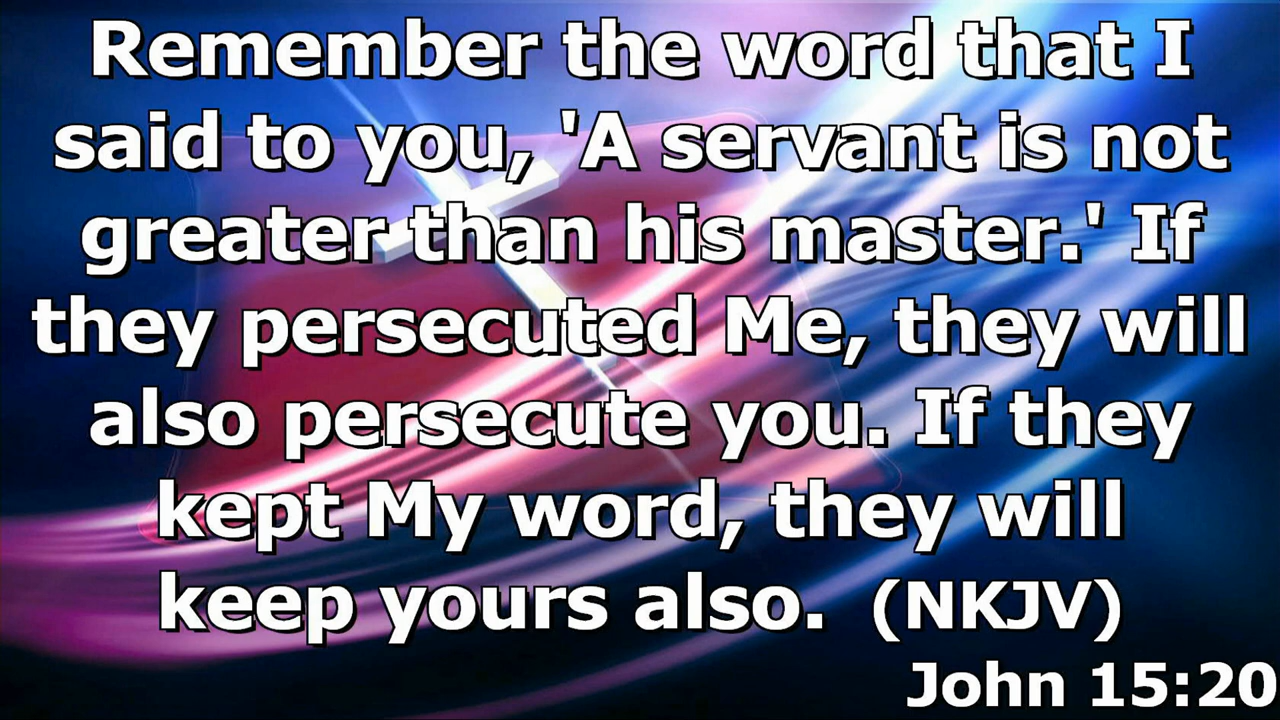 Remember the word that I
said to you, 'A servant is not
greater than his master.' If
they persecuted Me, they will
also persecute you. If they
kept My word, they will
keep yours also.  (NKJV)
John 15:20